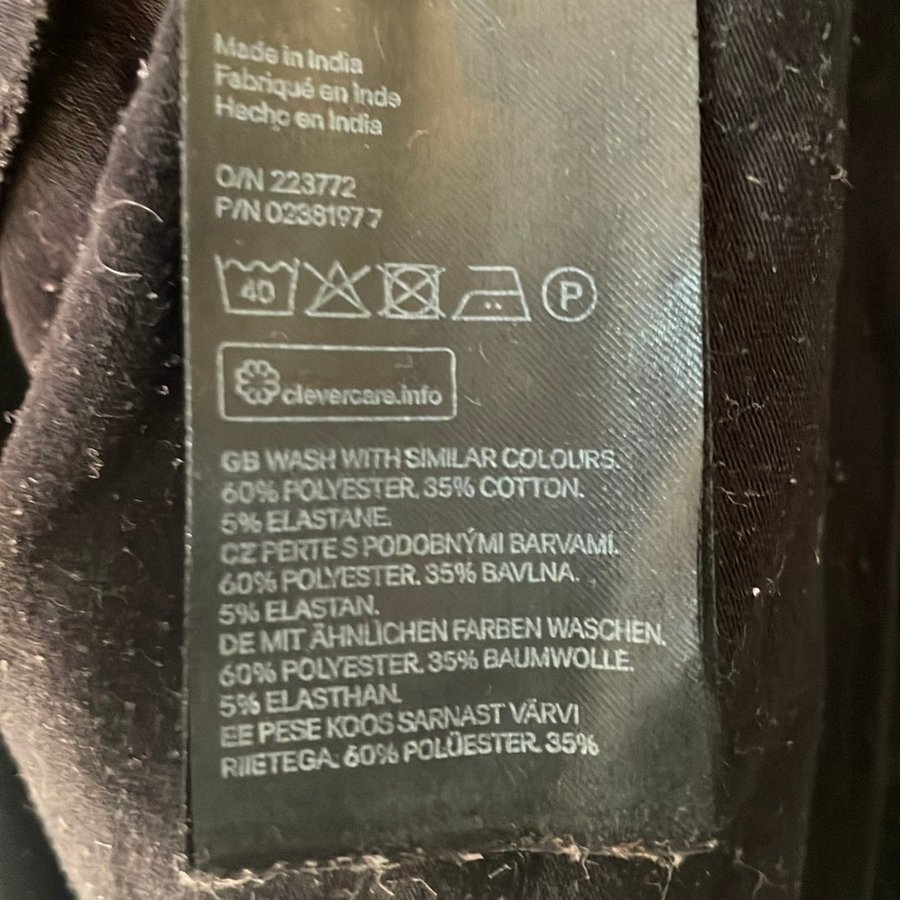 Made in India
Fabriqué en Inde
Hecho en India
O/N 223772
P/N 02381977
40
P
clevercare.info
GB WASH WITH SIMILAR COLOURS.
60% POLYESTER. 35% COTTON.
5% ELASTANE.
CZ PERTE S PODOBNÝMI BARVAMI.
60% POLYESTER. 35% BAVLNA.
5% ELASTAN.
DE MIT ÄHNLICHEN FARBEN WASCHEN.
60% POLYESTER. 35% BAUMWOLLE.
5% ELASTHAN.
EE PESE KOOS SARNAST VÄRVI
RIIETEGA: 60% POLÜESTER. 35%